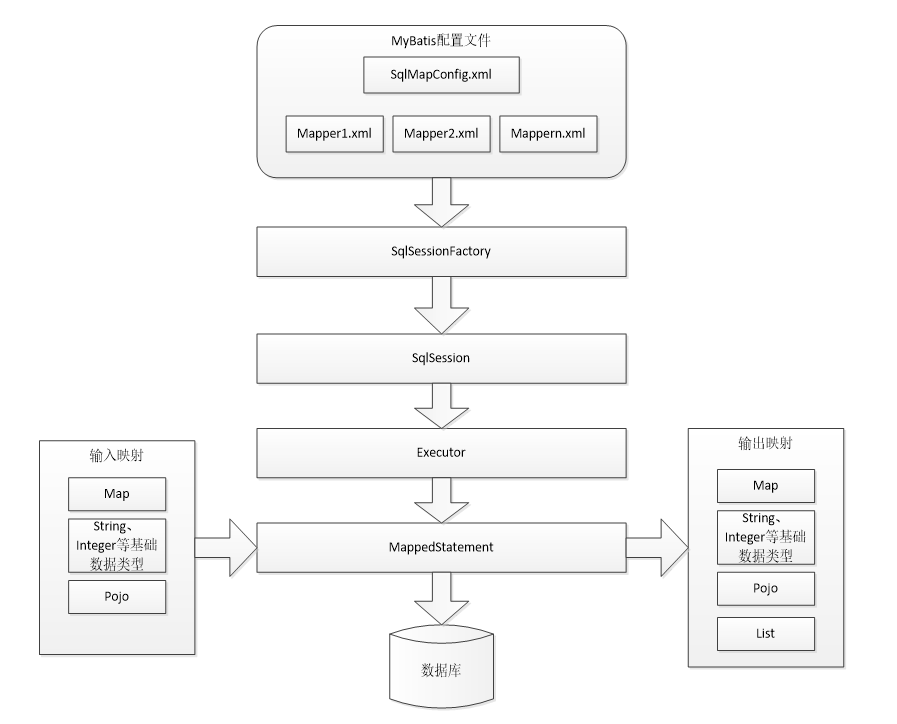 MyBatis配置文件
SqlMapConfig.xml
Mapper1.xml
Mapper2.xml
Mappern.xml
SqlSessionFactory
SqlSession
Executor
输入映射
Map
String、
Integer等基础
数据类型
Pojo
MappedStatement
输出映射
Map
String、
Integer等基础
数据类型
Pojo
List
数据库